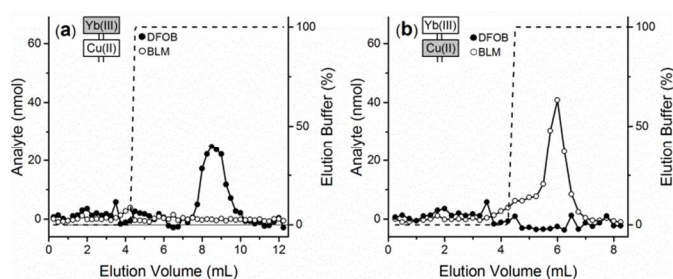 (a)
Yb(III)
Cu(II)
DFOB
BLM
Analyte (nmol)
60
40
20
0
Elution Buffer (%)
100
50
0
0 2 4 6 8 10 12
Elution Volume (mL)
(b)
Yb(III)
Cu(II)
DFOB
BLM
Analyte (nmol)
60
40
20
0
Elution Buffer (%)
100
50
0
0 2 4 6 8
Elution Volume (mL)